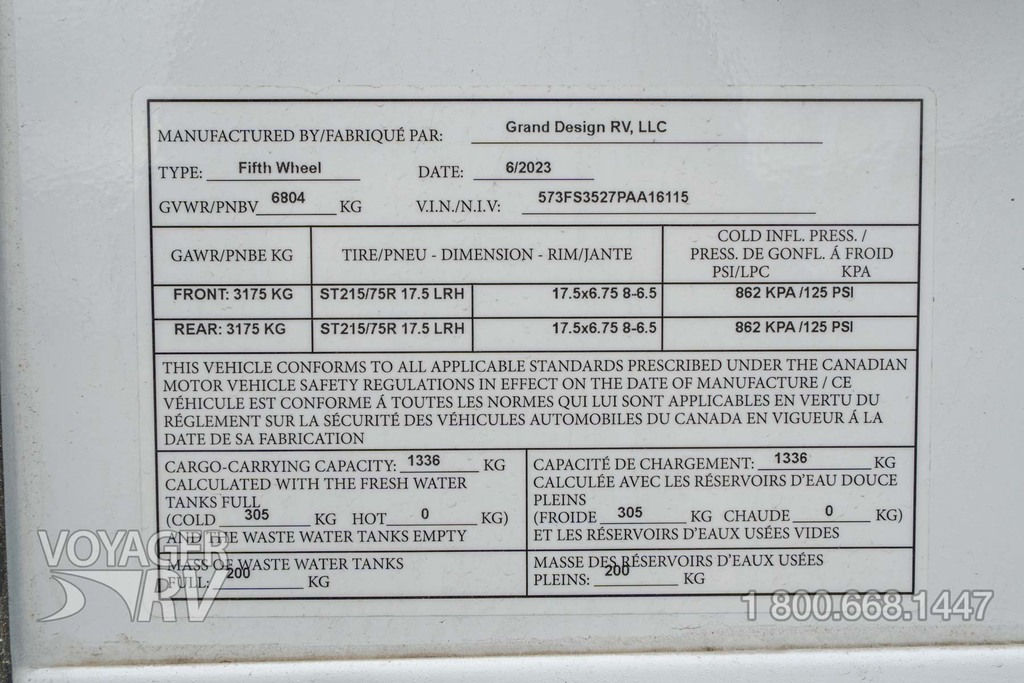 MANUFACTURED BY/FABRIQUÉ PAR: Grand Design RV, LLC
TYPE: Fifth Wheel DATE: 6/2023
GVWR/PNBV 6804 KG V.I.N./N.I.V: 573FS3527PAA16115
GAWR/PNBE KG TIRE/PNEU - DIMENSION - RIM/JANTE COLD INFL. PRESS. /
PRESS. DE GONFL. Á FROID
PSI/LPC KPA
FRONT: 3175 KG ST215/75R 17.5 LRH 17.5x6.75 8-6.5 862 KPA /125 PSI
REAR: 3175 KG ST215/75R 17.5 LRH 17.5x6.75 8-6.5 862 KPA /125 PSI
THIS VEHICLE CONFORMS TO ALL APPLICABLE STANDARDS PRESCRIBED UNDER THE CANADIAN
MOTOR VEHICLE SAFETY REGULATIONS IN EFFECT ON THE DATE OF MANUFACTURE / CE
VÉHICULE EST CONFORME Á TOUTES LES NORMES QUI LUI SONT APPLICABLES EN VERTU DU
RÉGLEMENT SUR LA SÉCURITÉ DES VÉHICULES AUTOMOBILES DU CANADA EN VIGUEUR Á LA
DATE DE SA FABRICATION
CARGO-CARRYING CAPACITY: 1336 KG
CALCULATED WITH THE FRESH WATER
TANKS FULL
(COLD 305 KG HOT 0 KG)
AND THE WASTE WATER TANKS EMPTY
MASS OF WASTE WATER TANKS
FULL: 200 KG
CAPACITÉ DE CHARGEMENT: 1336 KG
CALCULÉE AVEC LES RÉSERVOIRS D'EAU DOUCE
PLEINS
(FROIDE 305 KG CHAUDE 0 KG)
ET LES RÉSERVOIRS D'EAUX USÉES VIDES
MASSE DES RÉSERVOIRS D'EAUX USÉES
PLEINS: 200 KG
VOYAGER
RV
1 800.668.1447